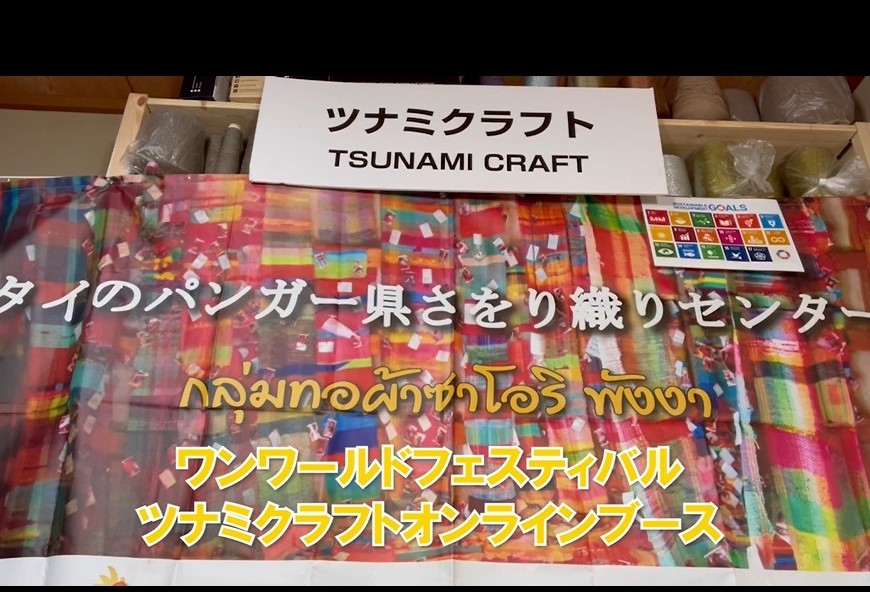 ツナミクラフト
TSUNAMI CRAFT
SUSTAINABLE DEVELOPMENT GOALS
タイのパンガー県さをり織りセンター
กลุ่มทอผ้าซาโอริ พังงา
ワンワールドフェスティバル
ツナミクラフトオンラインブース